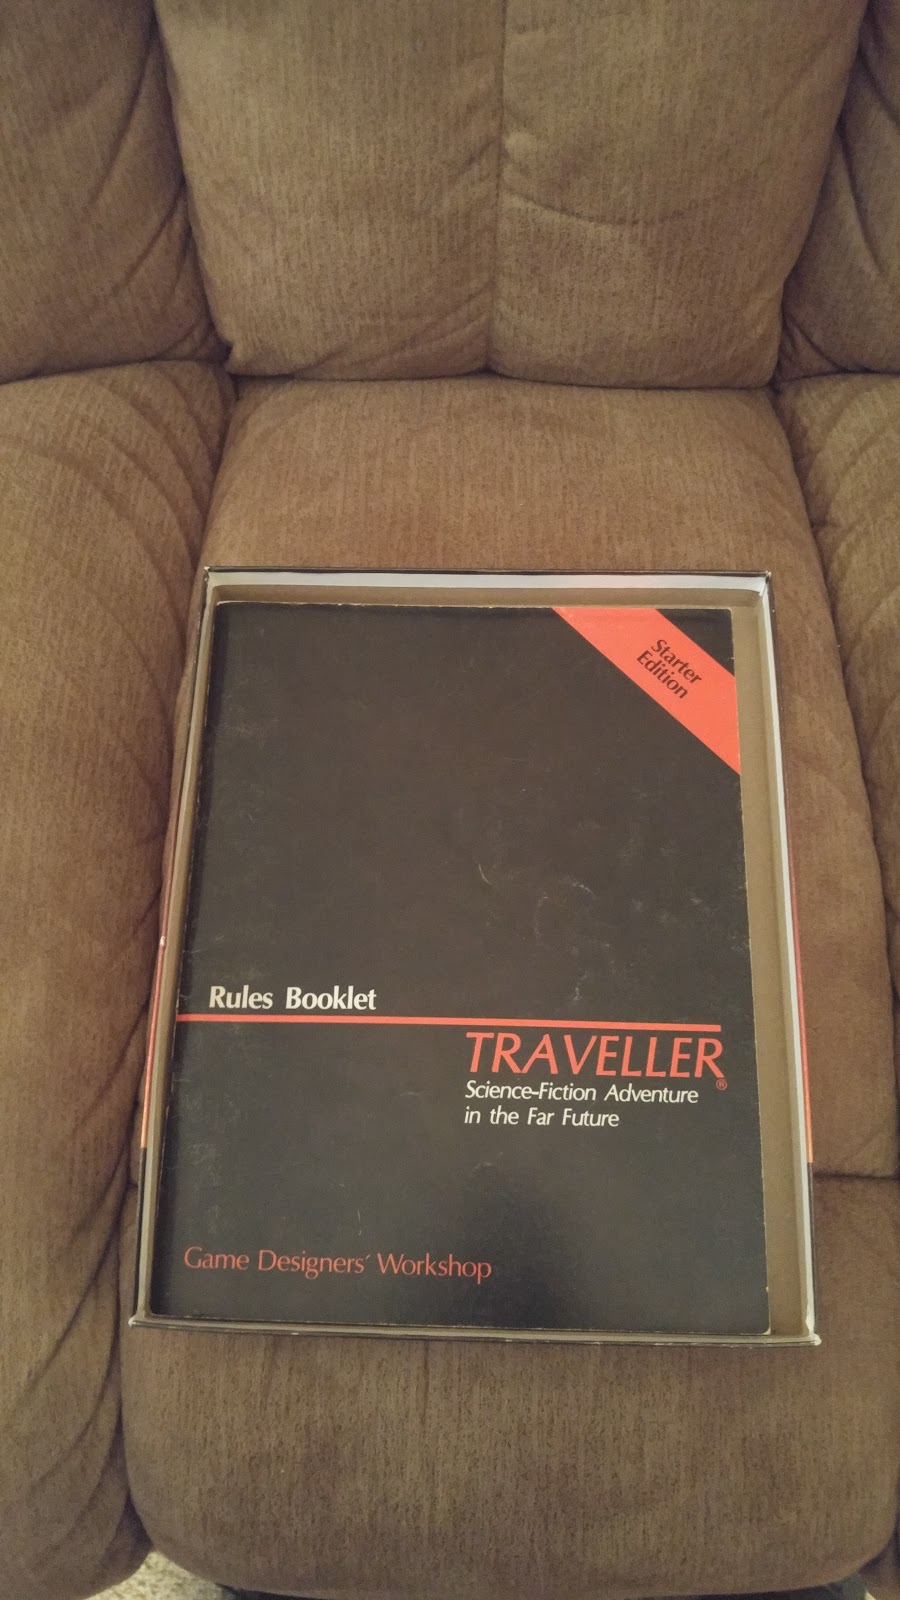 Starter
Edition
Rules Booklet
TRAVELLER®
Science-Fiction Adventure
in the Far Future
Game Designers' Workshop